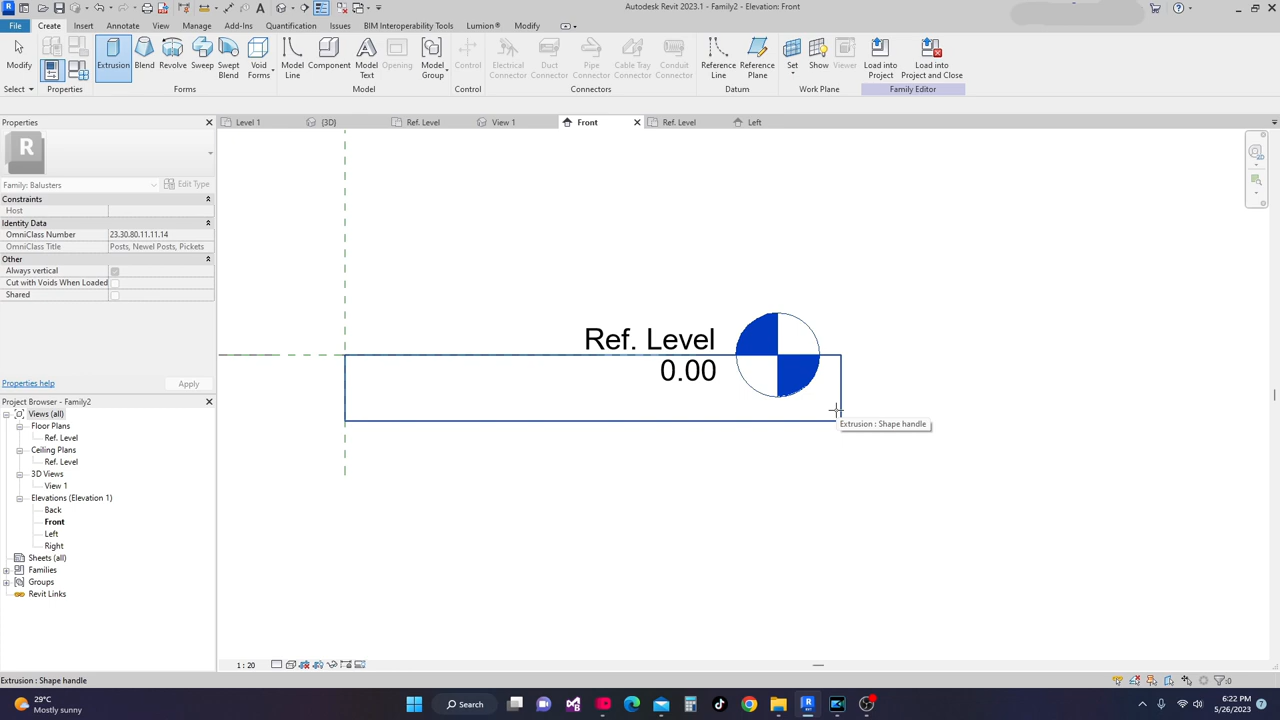 Autodesk Revit 2023.1 - Family2 - Elevation: Front
File Create Insert Annotate View Manage Add-Ins Quantification Issues BIM Interoperability Tools Lumion® Modify
Modify Extrusion Blend Revolve Sweep Swept Blend Void Forms Model Line Component Model Text Opening Model Group Control Electrical Connector Duct Connector Pipe Connector Cable Tray Connector Conduit Connector Reference Line Reference Plane Set Show Viewer Load into Project Load into Project and Close
Select Properties Forms Model Control Connectors Datum Work Plane Family Editor
Properties
Level 1 {3D} Ref. Level View 1 Front Ref. Level Left
R
Family: Balusters Edit Type
Constraints
Host
Identity Data
OmniClass Number 23.30.80.11.11.14
OmniClass Title Posts, Newel Posts, Pickets
Other
Always vertical
Cut with Voids When Loaded
Shared
Properties help Apply
Project Browser - Family2
Views (all)
Floor Plans
Ref. Level
Ceiling Plans
Ref. Level
3D Views
View 1
Elevations (Elevation 1)
Back
Front
Left
Right
Sheets (all)
Families
Groups
Revit Links
Ref. Level
0.00
Extrusion : Shape handle
1 : 20
Extrusion : Shape handle
:0
29°C
Mostly sunny
Search
6:22 PM
5/26/2023